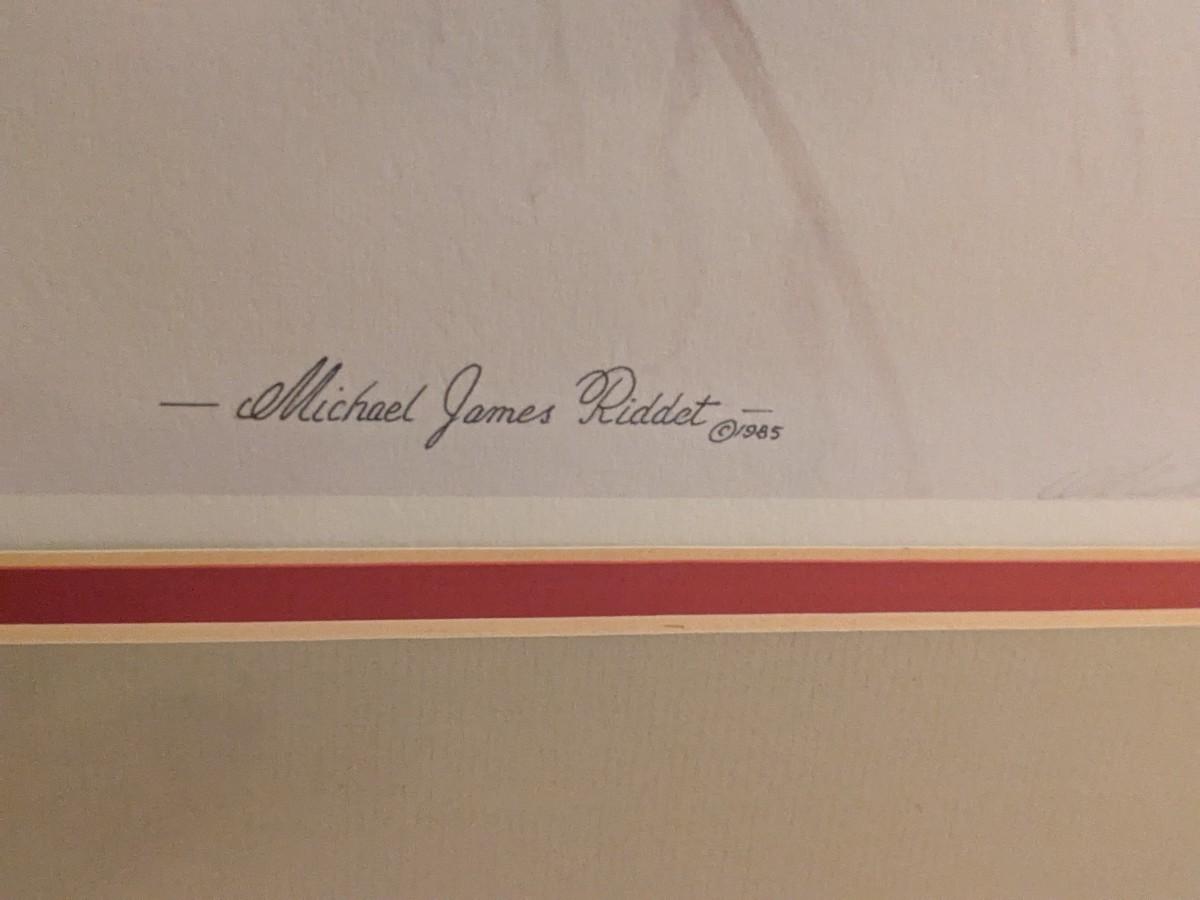 — Michael James Riddet ©1985 —